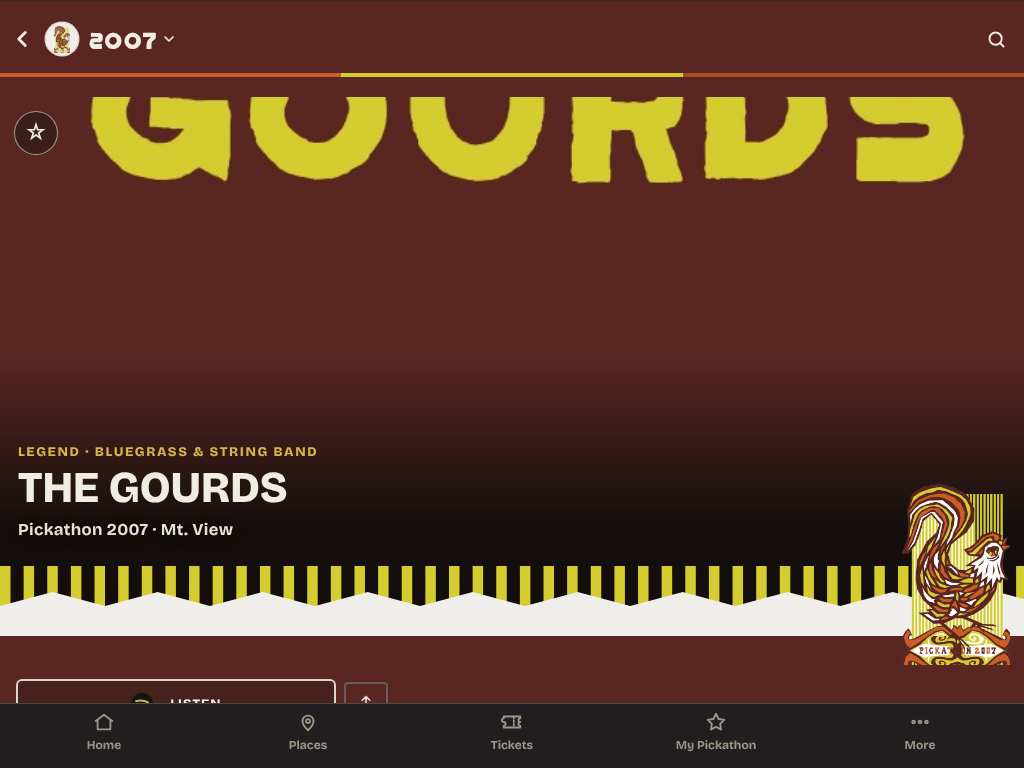 2007
GOURDS
LEGEND · BLUEGRASS & STRING BAND
THE GOURDS
Pickathon 2007 · Mt. View
PICKATHON 2007
LISTEN
Home
Places
Tickets
My Pickathon
More